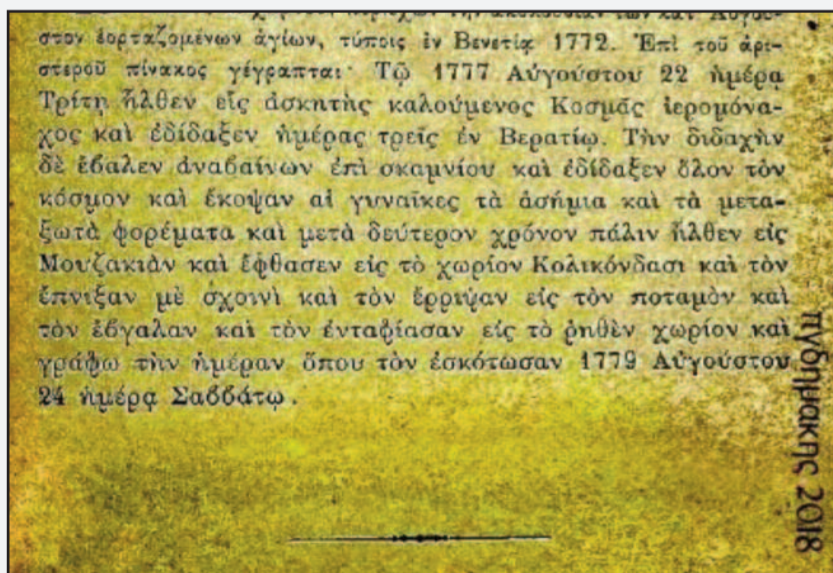 στον ἑορταζομένων ἁγίων, τύποις ἐν Βενετίᾳ 1772. Ἐπὶ τοῦ ἀρι-
στεροῦ πίνακος γέγραπται· Τῷ 1777 Αὐγούστου 22 ἡμέρᾳ
Τρίτῃ ἦλθεν εἷς ἀσκητὴς καλούμενος Κοσμᾶς ἱερομόνα-
χος καὶ ἐδίδαξεν ἡμέρας τρεῖς ἐν Βερατίῳ. Τὴν διδαχὴν
δὲ ἔβαλεν ἀναβαίνων ἐπὶ σκαμνίου καὶ ἐδίδαξεν ὅλον τὸν
κόσμον καὶ ἔκοψαν αἱ γυναῖκες τὰ ἀσήμια καὶ τὰ μετα-
ξωτὰ φορέματα καὶ μετὰ δεύτερον χρόνον πάλιν ἦλθεν εἰς
Μουζακιὰν καὶ ἔφθασεν εἰς τὸ χωρίον Κολικόνδασι καὶ τὸν
ἔπνιξαν μὲ σχοινὶ καὶ τὸν ἔρριψαν εἰς τὸν ποταμὸν καὶ
τὸν ἔβγαλαν καὶ τὸν ἐνταφίασαν εἰς τὸ ῥηθὲν χωρίον καὶ
γράφω τὴν ἡμέραν ὅπου τὸν ἐσκότωσαν 1779 Αὐγούστου
24 ἡμέρᾳ Σαββάτῳ.
πγδημακης 2018